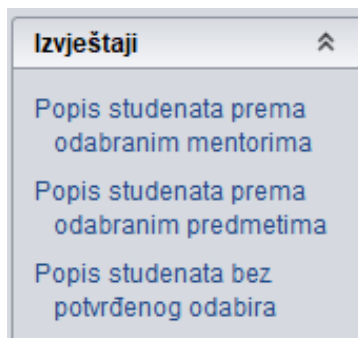 Izvještaji
Popis studenata prema
odabranim mentorima
Popis studenata prema
odabranim predmetima
Popis studenata bez
potvrđenog odabira